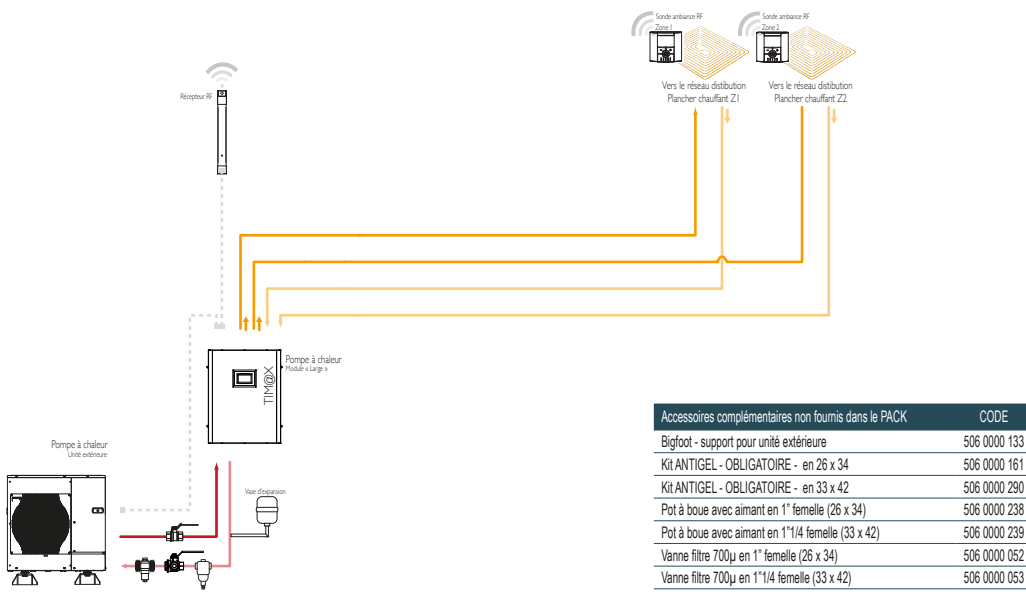 Sonde ambiance RF
Zone 1
Sonde ambiance RF
Zone 2
Vers le réseau distibution
Plancher chauffant Z1
Vers le réseau distibution
Plancher chauffant Z2
Récepteur RF
Pompe à chaleur
Module « Large »
TIM@X
Pompe à chaleur
Unité extérieure
Vase d'expansion
Accessoires complémentaires non fournis dans le PACK CODE
Bigfoot - support pour unité extérieure 506 0000 133
Kit ANTIGEL - OBLIGATOIRE - en 26 x 34 506 0000 161
Kit ANTIGEL - OBLIGATOIRE - en 33 x 42 506 0000 290
Pot à boue avec aimant en 1" femelle (26 x 34) 506 0000 238
Pot à boue avec aimant en 1"1/4 femelle (33 x 42) 506 0000 239
Vanne filtre 700µ en 1" femelle (26 x 34) 506 0000 052
Vanne filtre 700µ en 1"1/4 femelle (33 x 42) 506 0000 053